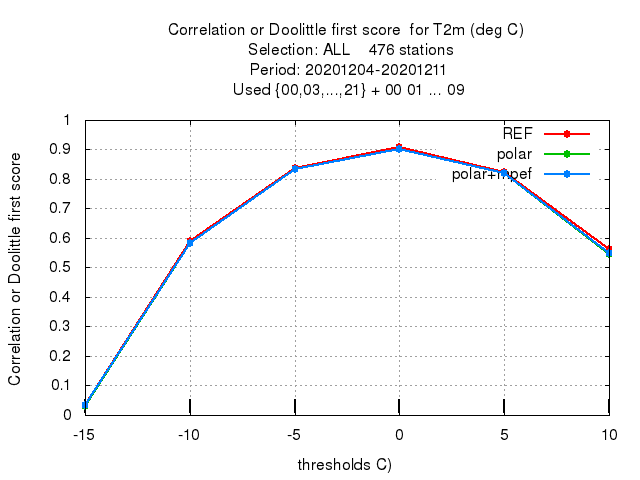 Correlation or Doolittle first score  for T2m (deg C)
Selection: ALL    476 stations
Period: 20201204-20201211
Used {00,03,...,21} + 00 01 ... 09
Correlation or Doolittle first score
1
0.9
0.8
0.7
0.6
0.5
0.4
0.3
0.2
0.1
0
REF
polar
polar+mpef
-15 -10 -5 0 5 10
thresholds C)